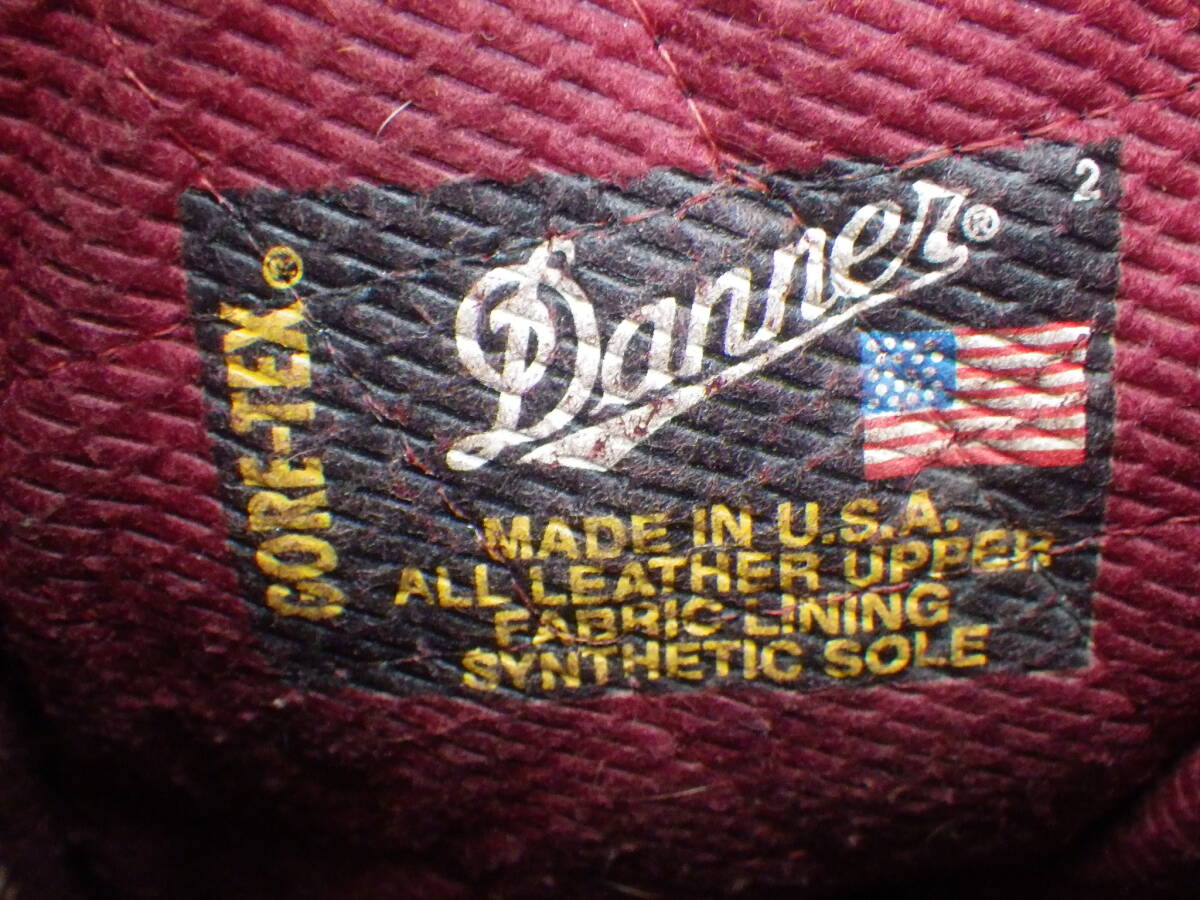 2
Danner®
GORE-TEX®
MADE IN U.S.A.
ALL LEATHER UPPER
FABRIC LINING
SYNTHETIC SOLE